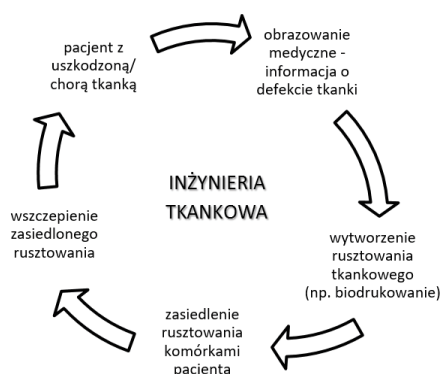 pacjent z
uszkodzoną/
chorą tkanką
obrazowanie
medyczne -
informacja o
defekcie tkanki
INŻYNIERIA
TKANKOWA
wytworzenie
rusztowania
tkankowego
(np. biodrukowanie)
zasiedlenie
rusztowania
komórkami
pacienta
wszczepienie
zasiedlonego
rusztowania